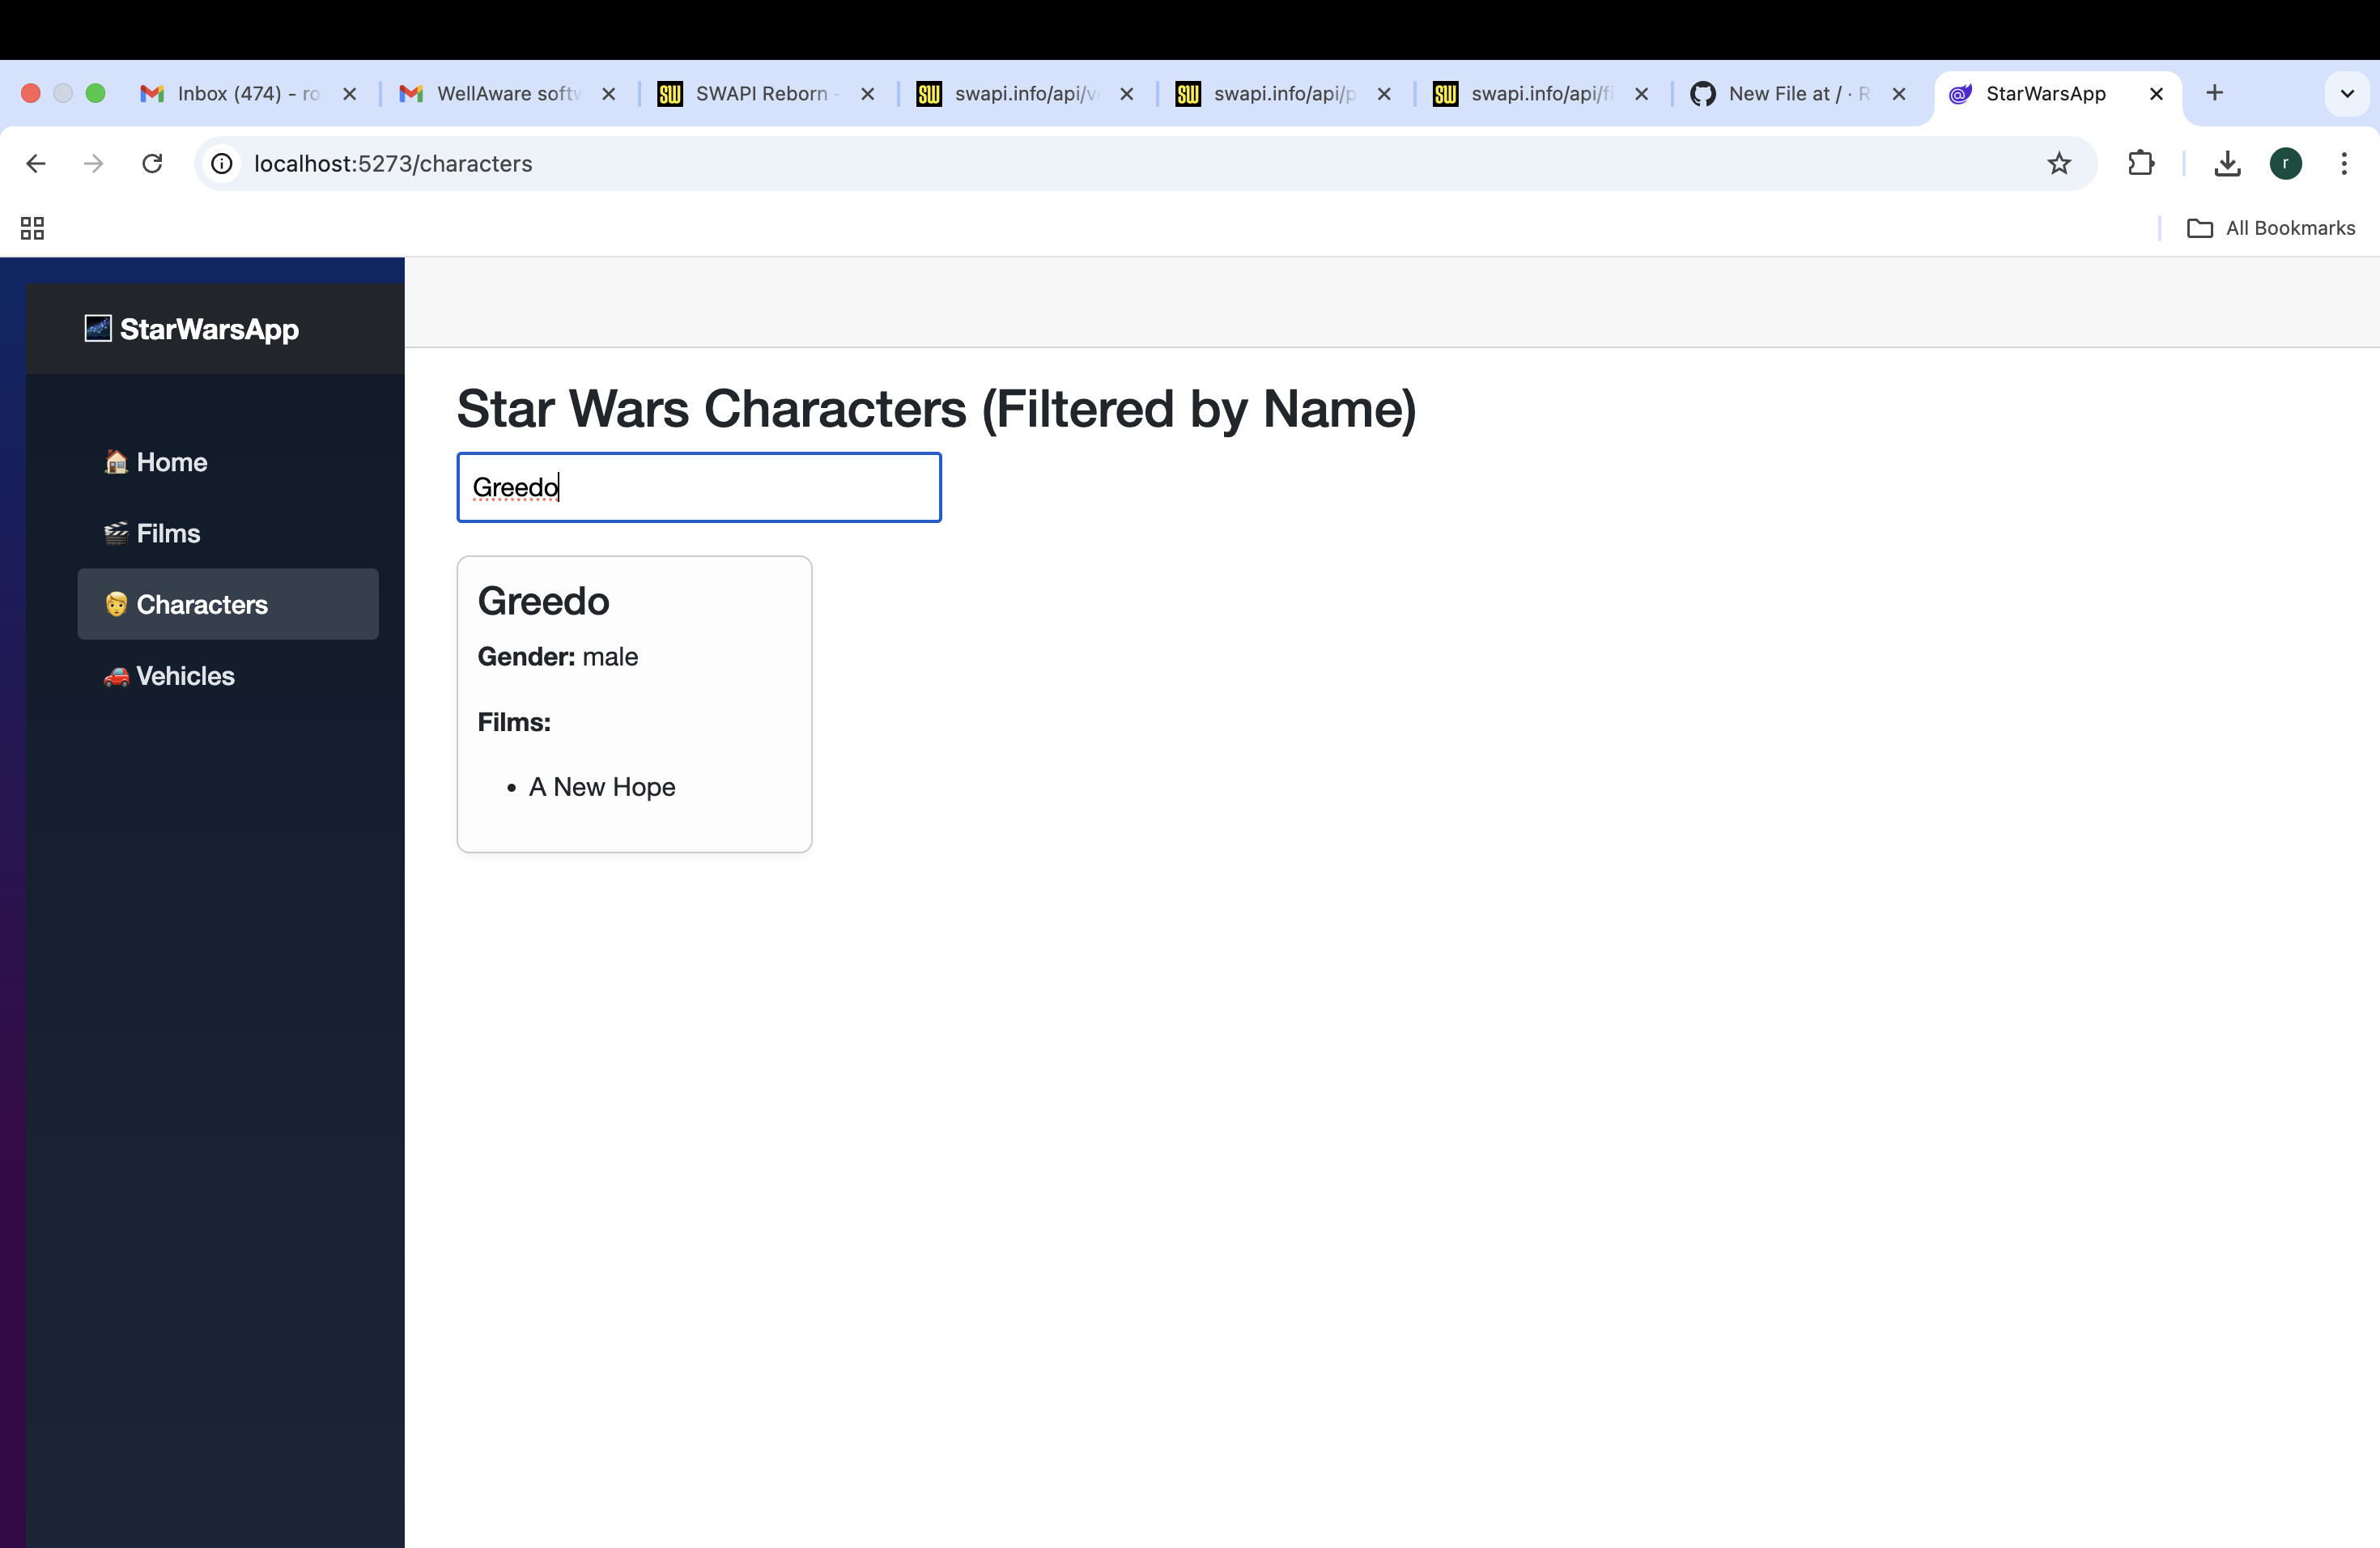 Inbox (474) - ro
WellAware softw
SWAPI Reborn -
swapi.info/api/v
swapi.info/api/p
swapi.info/api/fi
New File at / · R
StarWarsApp
localhost:5273/characters
r
All Bookmarks
StarWarsApp
Home
Films
Characters
Vehicles
Star Wars Characters (Filtered by Name)
Greedo
Greedo
Gender: male
Films:
• A New Hope